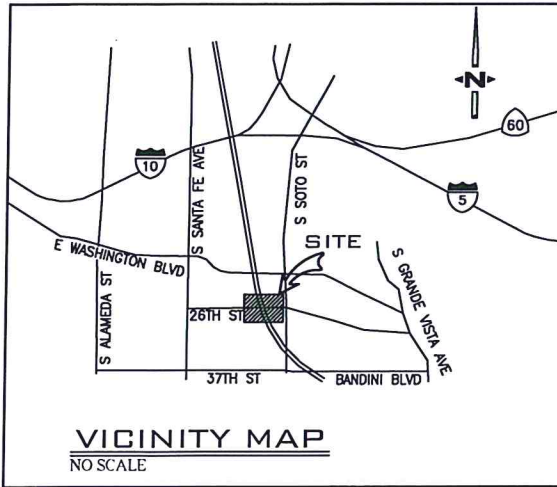 N
60
10
5
S SANTA FE AVE
S SOTO ST
SITE
E WASHINGTON BLVD
S GRANDE VISTA AVE
S ALAMEDA ST
26TH ST
37TH ST
BANDINI BLVD
VICINITY MAP
NO SCALE